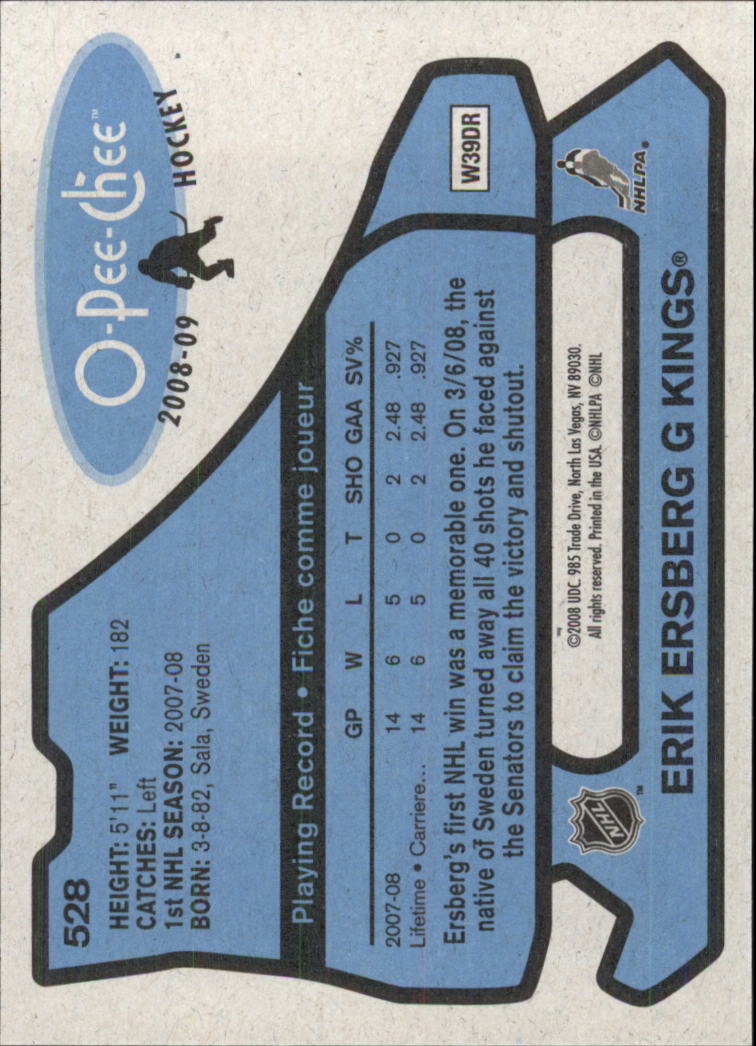 528
O-Pee-Chee™
2008-09 HOCKEY
HEIGHT: 5'11" WEIGHT: 182
CATCHES: Left
1st NHL SEASON: 2007-08
BORN: 3-8-82, Sala, Sweden
Playing Record • Fiche comme joueur
GP W L T SHO GAA SV%
2007-08 14 6 5 0 2 2.48 .927
Lifetime • Carriere... 14 6 5 0 2 2.48 .927
W39DR
Ersberg's first NHL win was a memorable one. On 3/6/08, the
native of Sweden turned away all 40 shots he faced against
the Senators to claim the victory and shutout.
NHL ™
©2008 UDC. 985 Trade Drive, North Las Vegas, NV 89030.
All rights reserved. Printed in the USA. ©NHLPA ©NHL
NHLPA®
ERIK ERSBERG G KINGS®